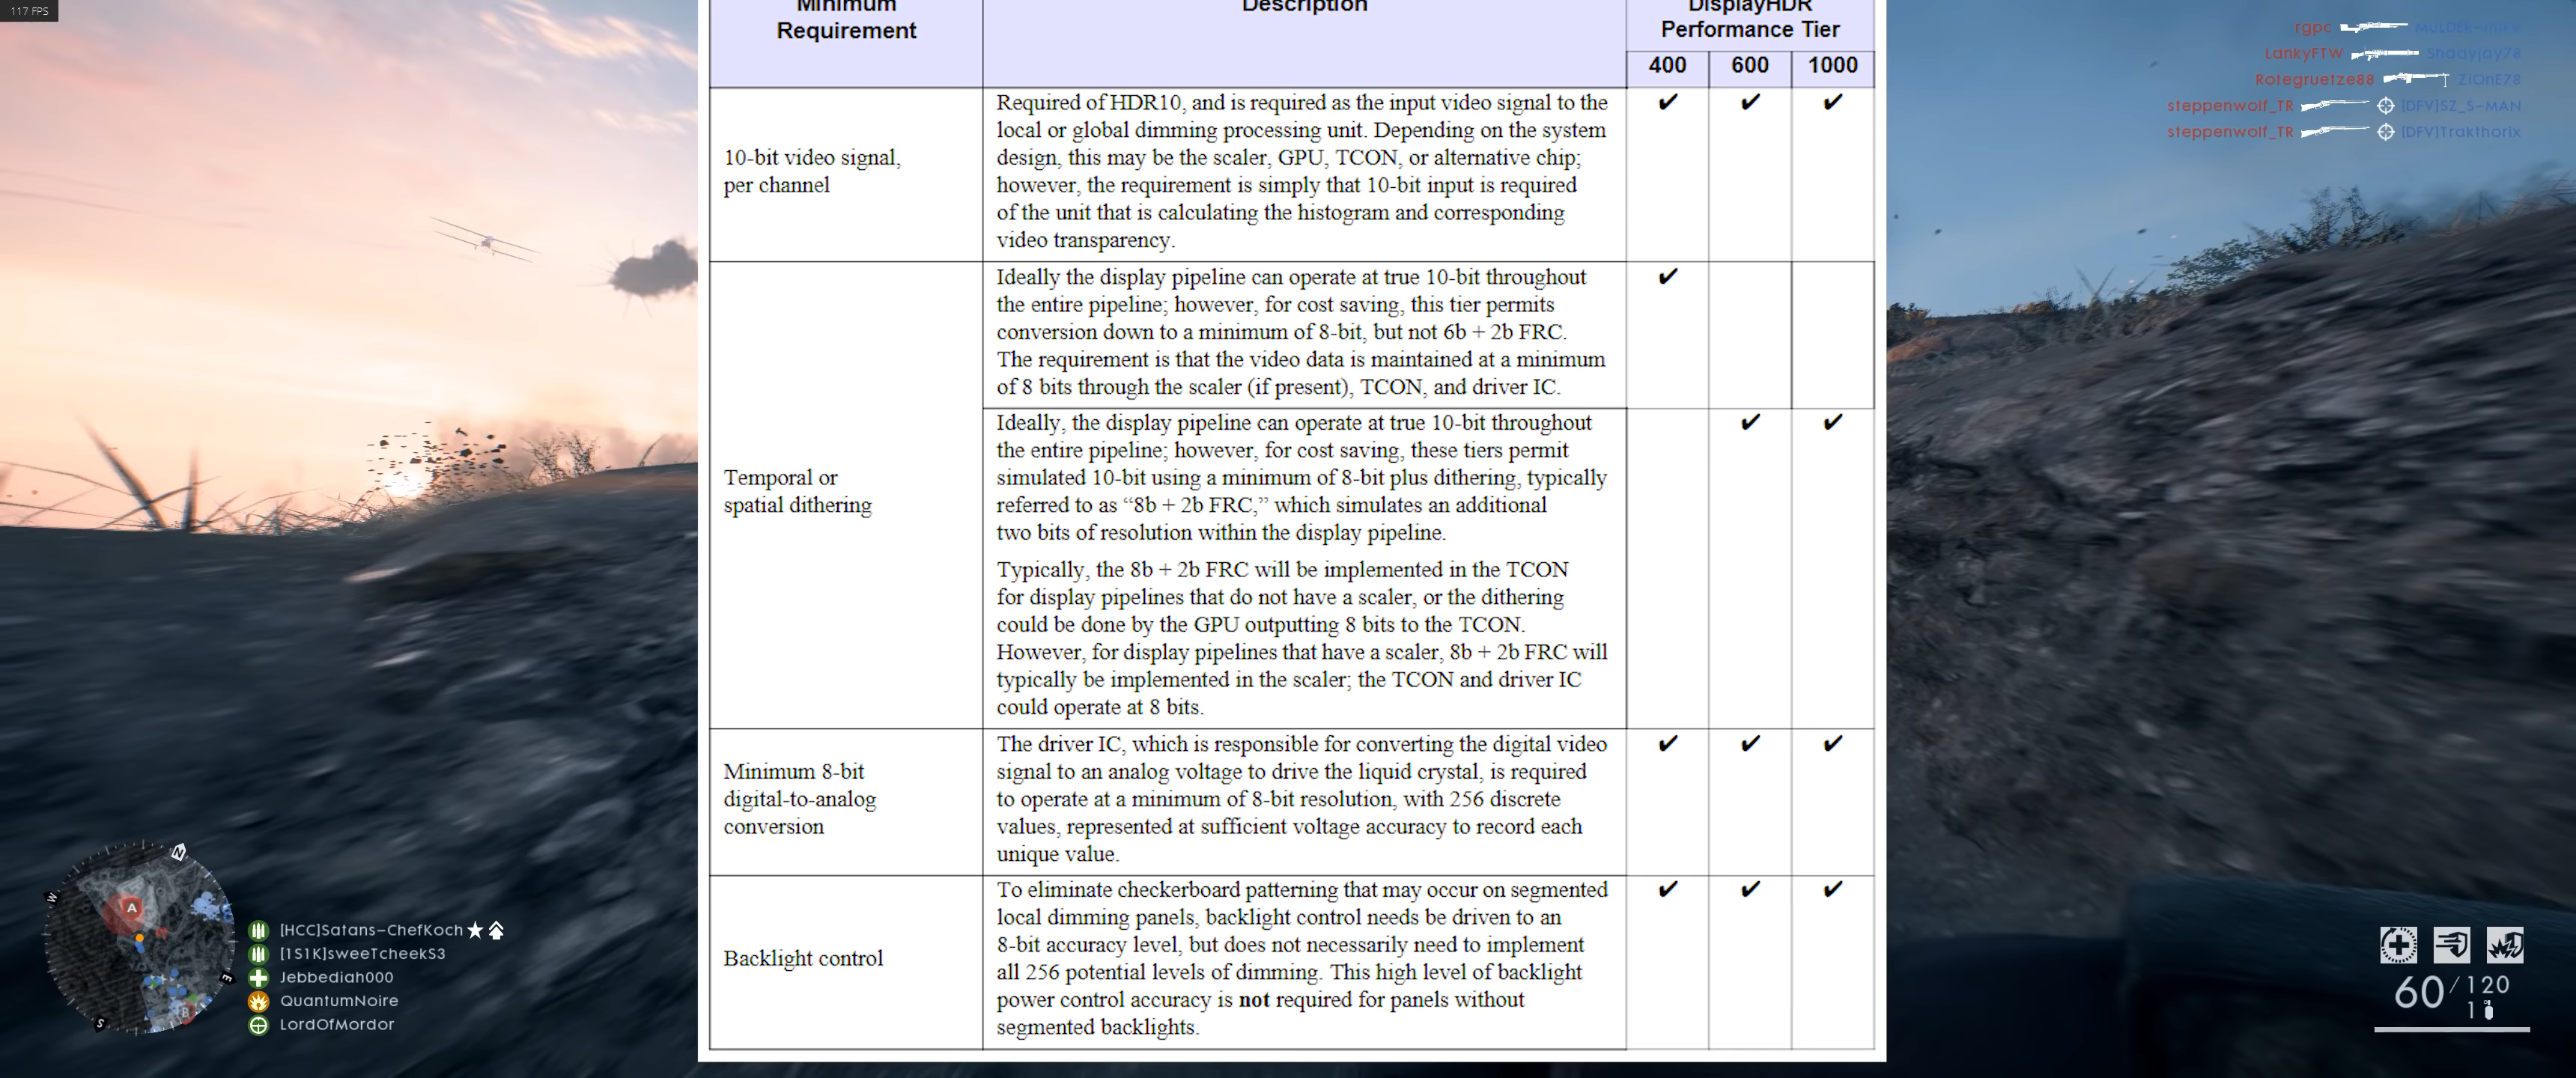 117 FPS
Minimum
Requirement
Description
DisplayHDR
Performance Tier
400 600 1000
10-bit video signal,
per channel
Required of HDR10, and is required as the input video signal to the
local or global dimming processing unit. Depending on the system
design, this may be the scaler, GPU, TCON, or alternative chip;
however, the requirement is simply that 10-bit input is required
of the unit that is calculating the histogram and corresponding
video transparency.
✔ ✔ ✔
Temporal or
spatial dithering
Ideally the display pipeline can operate at true 10-bit throughout
the entire pipeline; however, for cost saving, this tier permits
conversion down to a minimum of 8-bit, but not 6b + 2b FRC.
The requirement is that the video data is maintained at a minimum
of 8 bits through the scaler (if present), TCON, and driver IC.
✔
Ideally, the display pipeline can operate at true 10-bit throughout
the entire pipeline; however, for cost saving, these tiers permit
simulated 10-bit using a minimum of 8-bit plus dithering, typically
referred to as “8b + 2b FRC,” which simulates an additional
two bits of resolution within the display pipeline.
✔ ✔
Typically, the 8b + 2b FRC will be implemented in the TCON
for display pipelines that do not have a scaler, or the dithering
could be done by the GPU outputting 8 bits to the TCON.
However, for display pipelines that have a scaler, 8b + 2b FRC will
typically be implemented in the scaler; the TCON and driver IC
could operate at 8 bits.
Minimum 8-bit
digital-to-analog
conversion
The driver IC, which is responsible for converting the digital video
signal to an analog voltage to drive the liquid crystal, is required
to operate at a minimum of 8-bit resolution, with 256 discrete
values, represented at sufficient voltage accuracy to record each
unique value.
✔ ✔ ✔
Backlight control
To eliminate checkerboard patterning that may occur on segmented
local dimming panels, backlight control needs be driven to an
8-bit accuracy level, but does not necessarily need to implement
all 256 potential levels of dimming. This high level of backlight
power control accuracy is not required for panels without
segmented backlights.
✔ ✔ ✔
rgpc
LankyFTW Shaayjay78
Rotegruetze88 ZiOnE78
steppenwolf_TR [DFV]SZ_S-MAN
steppenwolf_TR [DFV]Trakthorix
N
W
A
E
S
B
[HCC]Satans-ChefKoch
[1S1K]sweeTcheekS3
Jebbediah000
QuantumNoire
LordOfMordor
60/120
1